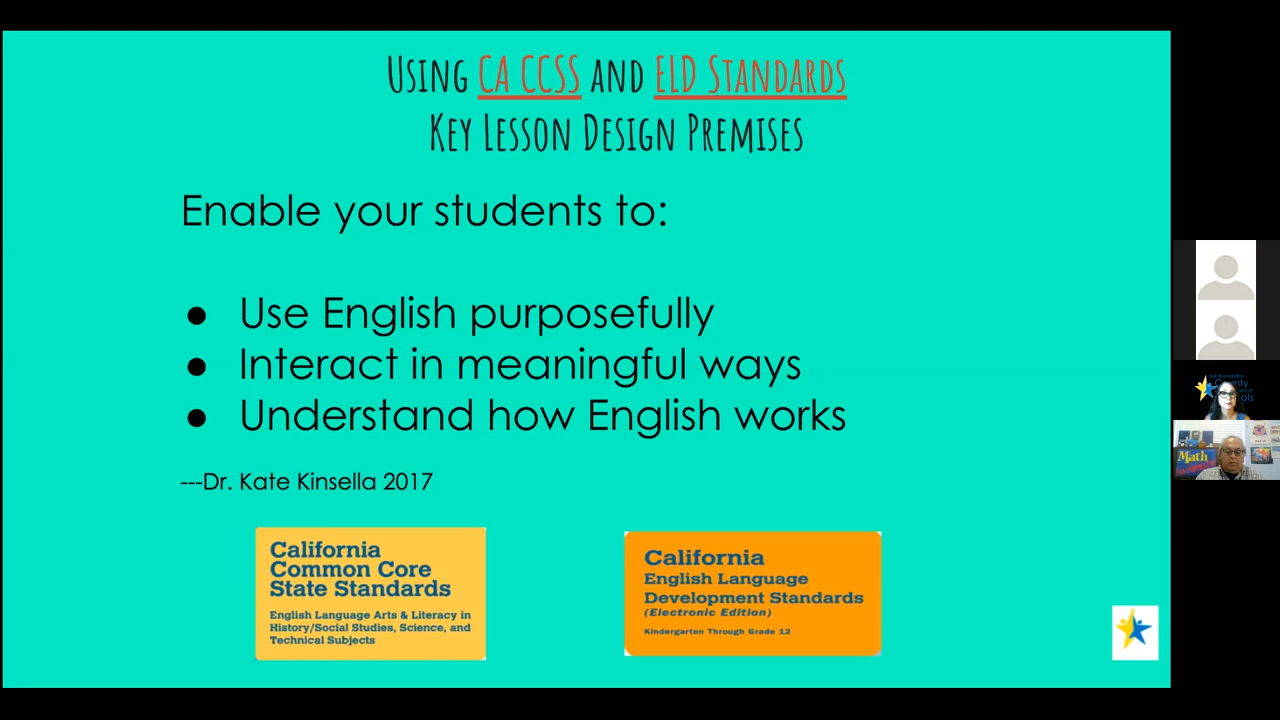 Using CA CCSS and ELD Standards
Key Lesson Design Premises
Enable your students to:
● Use English purposefully
● Interact in meaningful ways
● Understand how English works
---Dr. Kate Kinsella 2017
California
Common Core
State Standards
English Language Arts & Literacy in
History/Social Studies, Science, and
Technical Subjects
California
English Language
Development Standards
(Electronic Edition)
Kindergarten Through Grade 12
County
Math